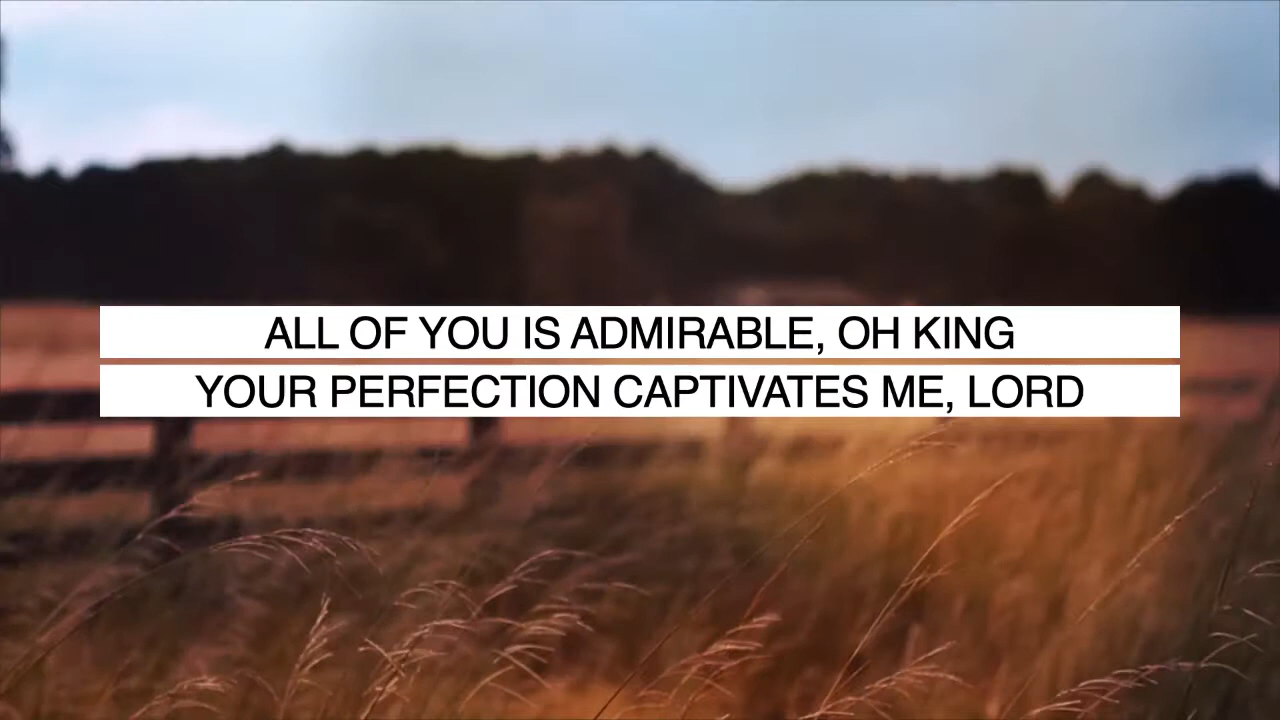 ALL OF YOU IS ADMIRABLE, OH KING
YOUR PERFECTION CAPTIVATES ME, LORD